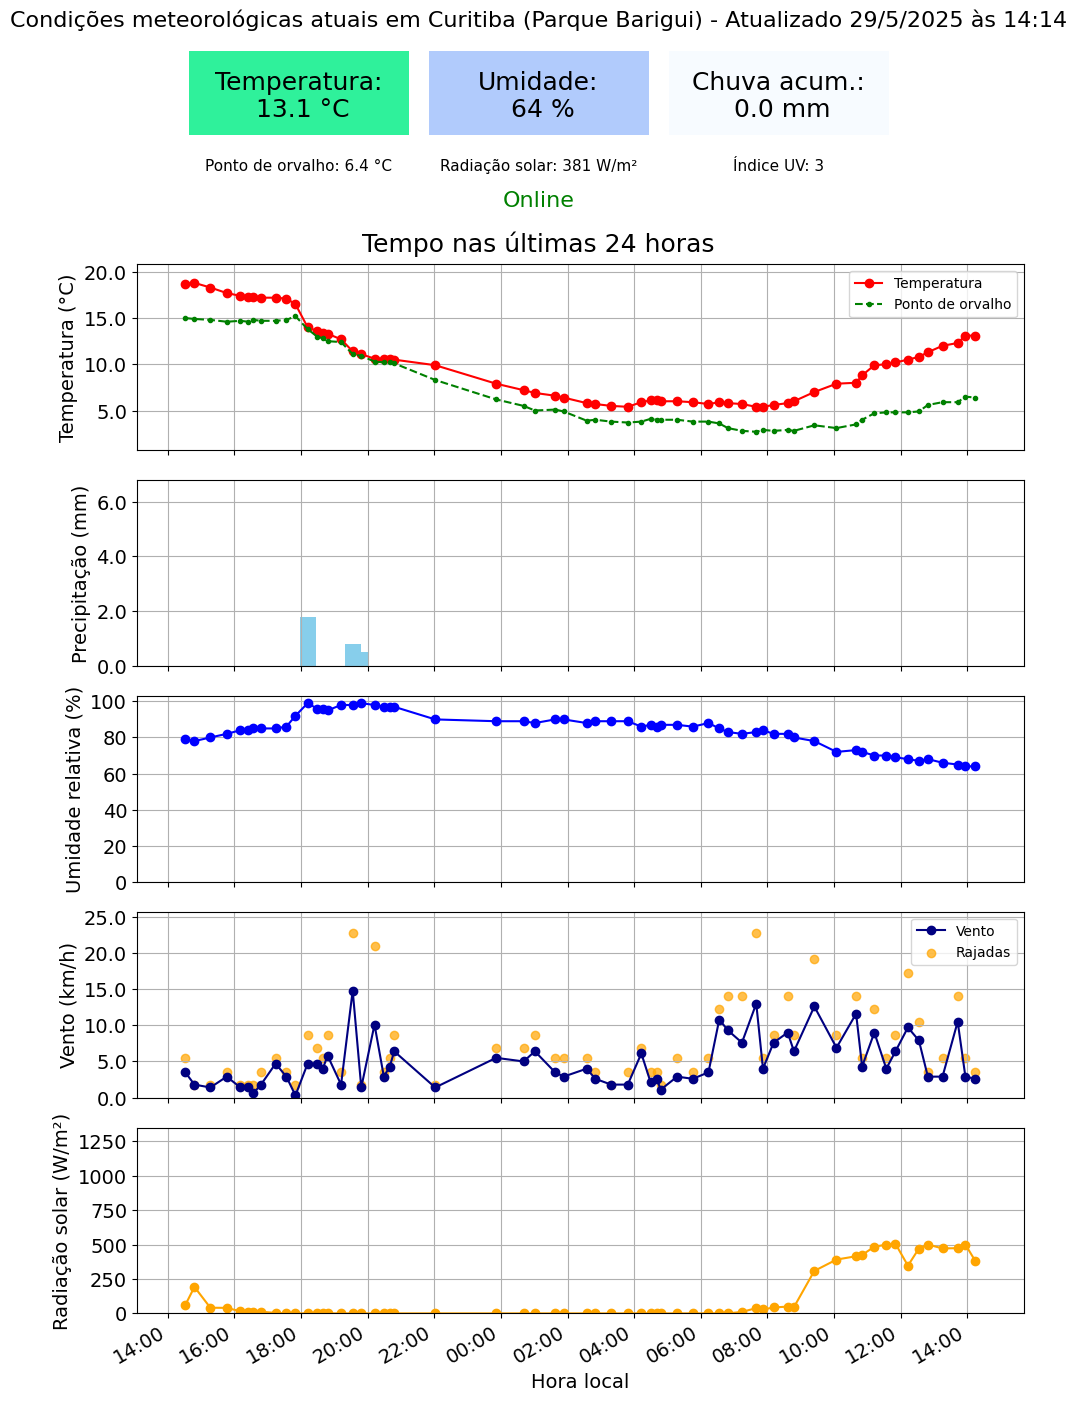 Condições meteorológicas atuais em Curitiba (Parque Barigui) - Atualizado 29/5/2025 às 14:14
Temperatura:
13.1 °C
Umidade:
64 %
Chuva acum.:
0.0 mm
Ponto de orvalho: 6.4 °C
Radiação solar: 381 W/m²
Índice UV: 3
Online
Tempo nas últimas 24 horas
Temperatura (°C)
20.0
15.0
10.0
5.0
Temperatura
Ponto de orvalho
Precipitação (mm)
6.0
4.0
2.0
0.0
Umidade relativa (%)
100
80
60
40
20
0
Vento (km/h)
25.0
20.0
15.0
10.0
5.0
0.0
Vento
Rajadas
Radiação solar (W/m²)
1250
1000
750
500
250
0
14:00
16:00
18:00
20:00
22:00
00:00
02:00
04:00
06:00
08:00
10:00
12:00
14:00
Hora local